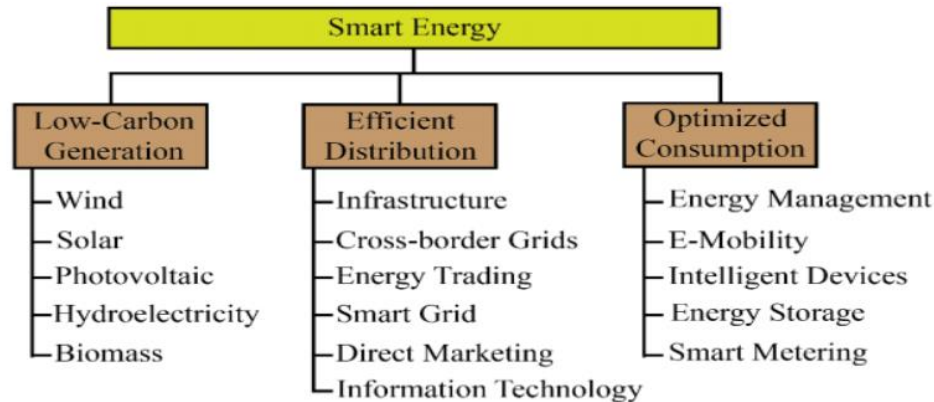 Smart Energy
Low-Carbon
Generation
Wind
Solar
Photovoltaic
Hydroelectricity
Biomass
Efficient
Distribution
Infrastructure
Cross-border Grids
Energy Trading
Smart Grid
Direct Marketing
Information Technology
Optimized
Consumption
Energy Management
E-Mobility
Intelligent Devices
Energy Storage
Smart Metering